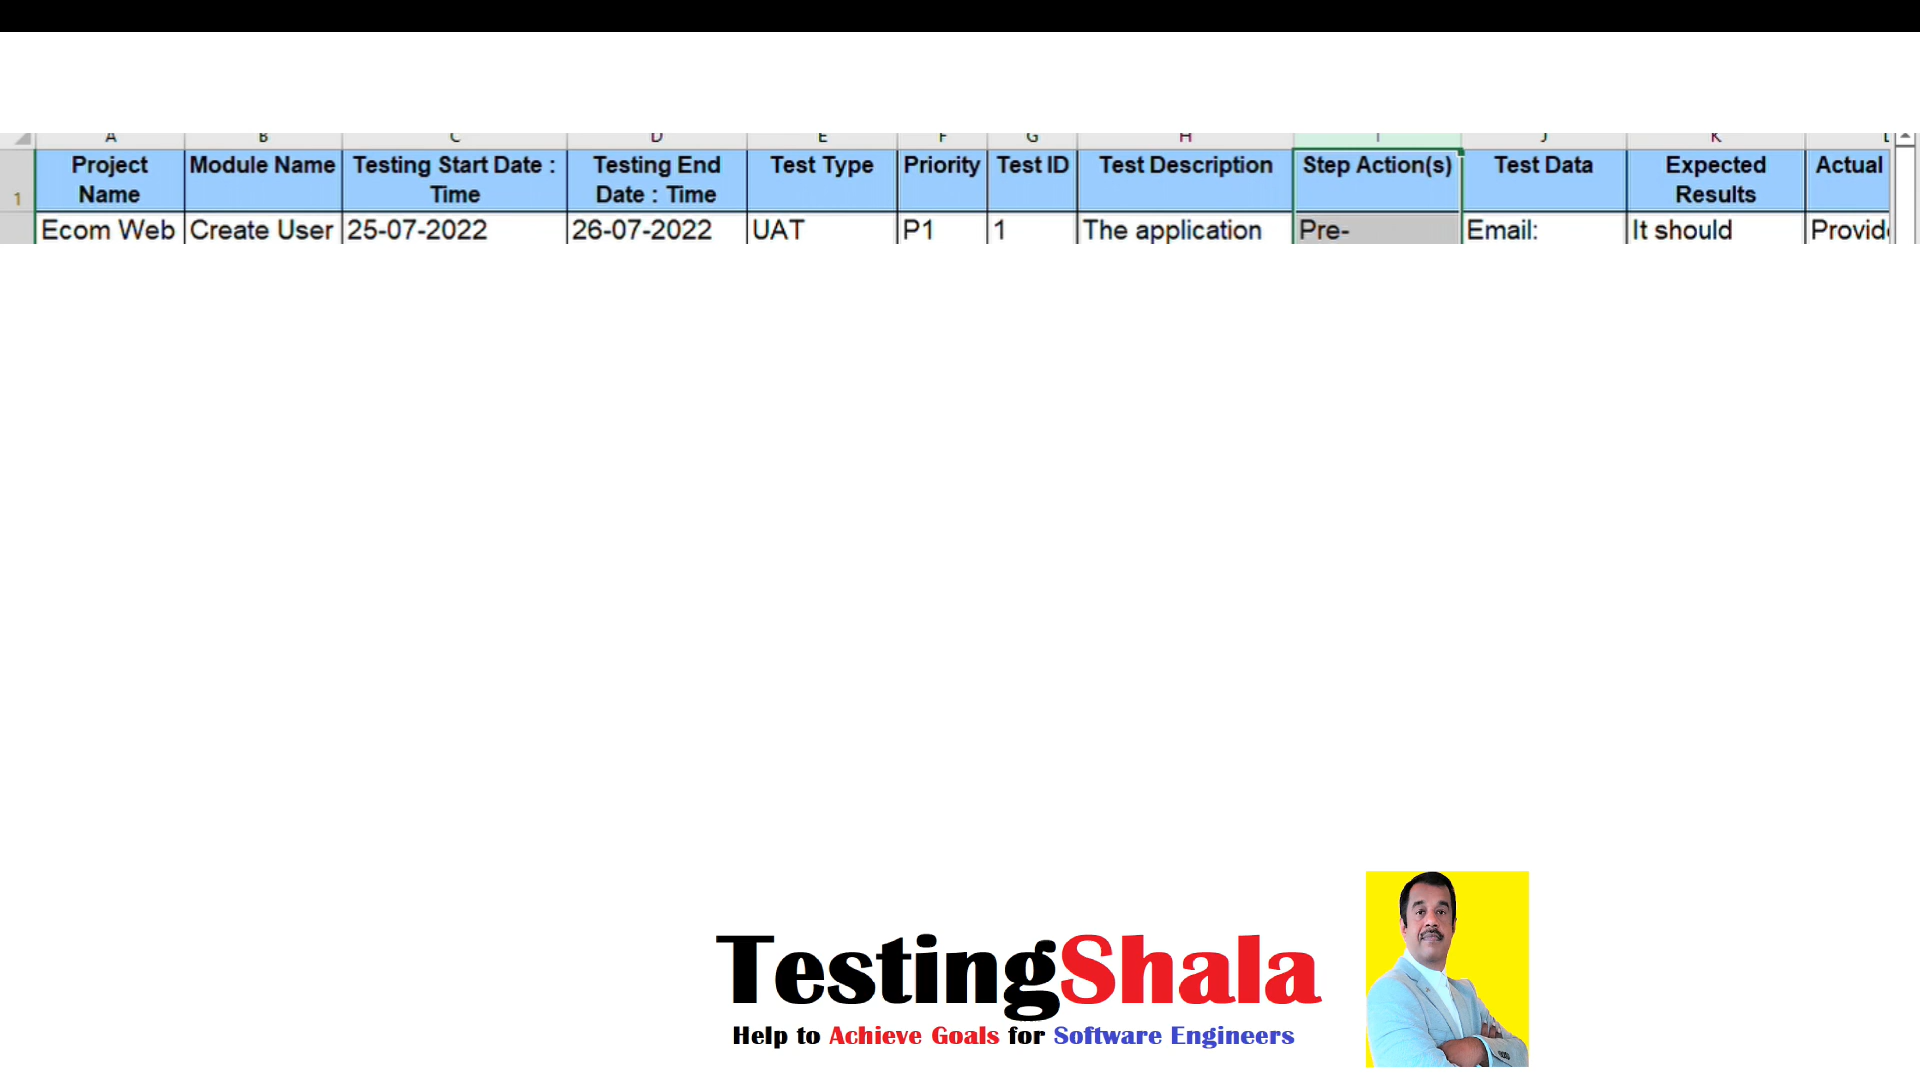 A B C D E F G H I J K L
Project Name Module Name Testing Start Date : Time Testing End Date : Time Test Type Priority Test ID Test Description Step Action(s) Test Data Expected Results Actual
1
Ecom Web Create User 25-07-2022 26-07-2022 UAT P1 1 The application Pre- Email: It should
TestingShala
Help to Achieve Goals for Software Engineers